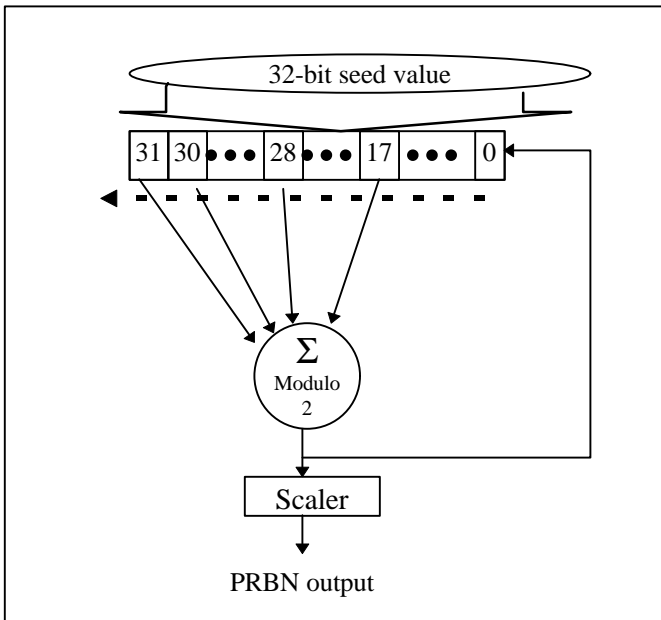 32-bit seed value
31 30 ••• 28 ••• 17 ••• 0
Σ
Modulo
2
Scaler
PRBN output